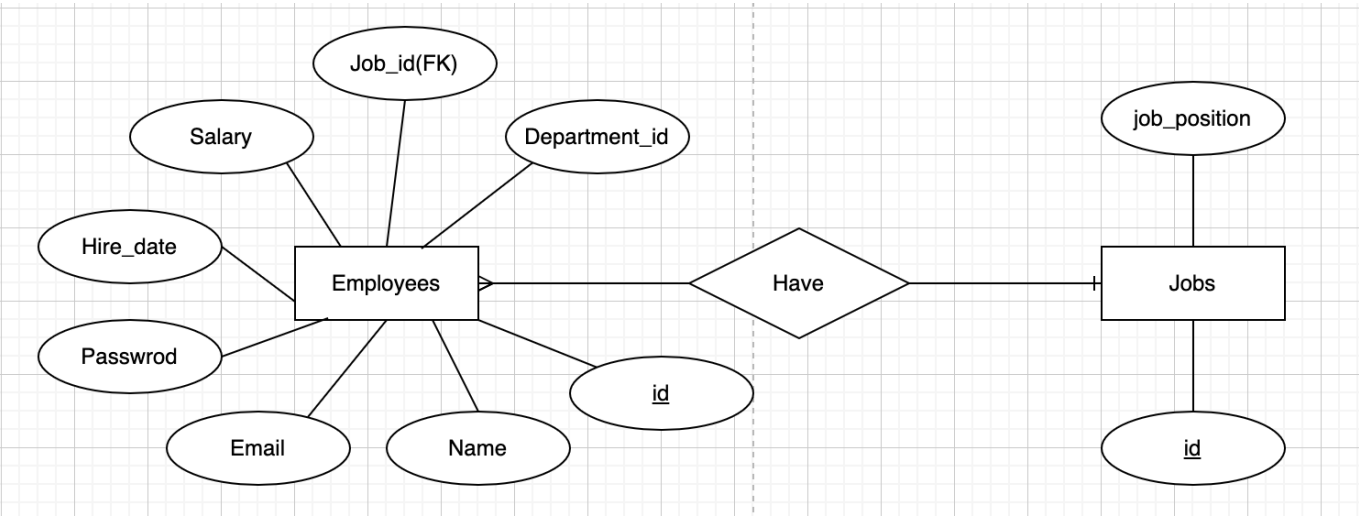 Job_id(FK)
Salary
Department_id
job_position
Hire_date
Employees
Have
Jobs
Passwrod
id
Email
Name
id